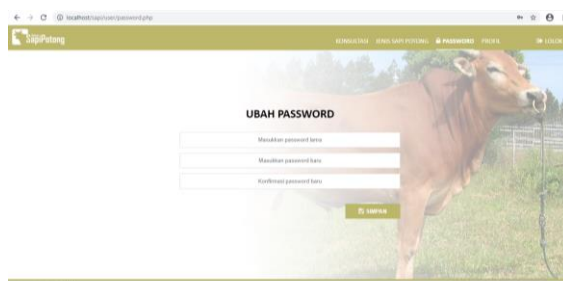 localhost/sapi/user/password.php
SapiPotong
KONSULTASI JENIS SAPI POTONG PASSWORD PROFIL
UBAH PASSWORD
Masukkan password lama
Masukkan password baru
Konfirmasi password baru
SIMPAN